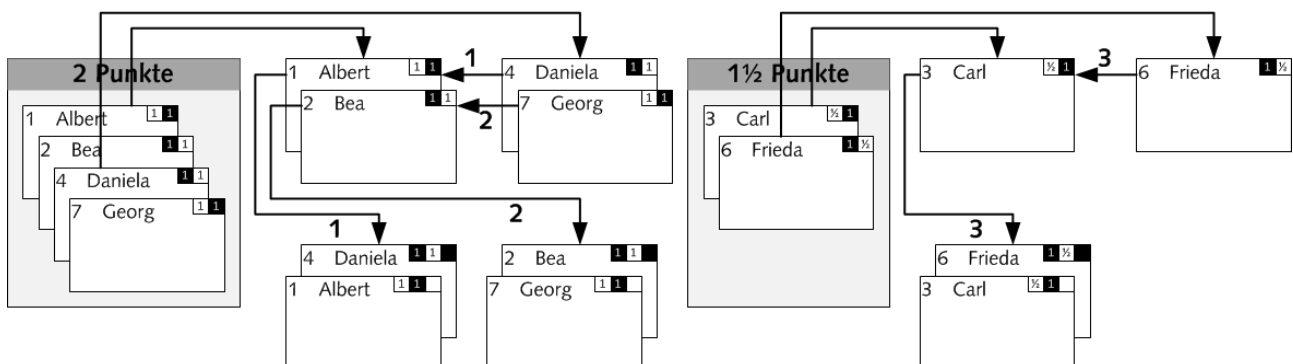 2 Punkte
1 Albert 1 1
2 Bea 1 1
4 Daniela 1 1
7 Georg 1 1
1 Albert 1 1
2 Bea 1 1
1
2
4 Daniela 1 1
7 Georg 1 1
1
4 Daniela 1 1
1 Albert 1 1
2
2 Bea 1 1
7 Georg 1 1
1½ Punkte
3 Carl ½ 1
6 Frieda 1 ½
3 Carl ½ 1
3
6 Frieda 1 ½
3
6 Frieda 1 ½
3 Carl ½ 1